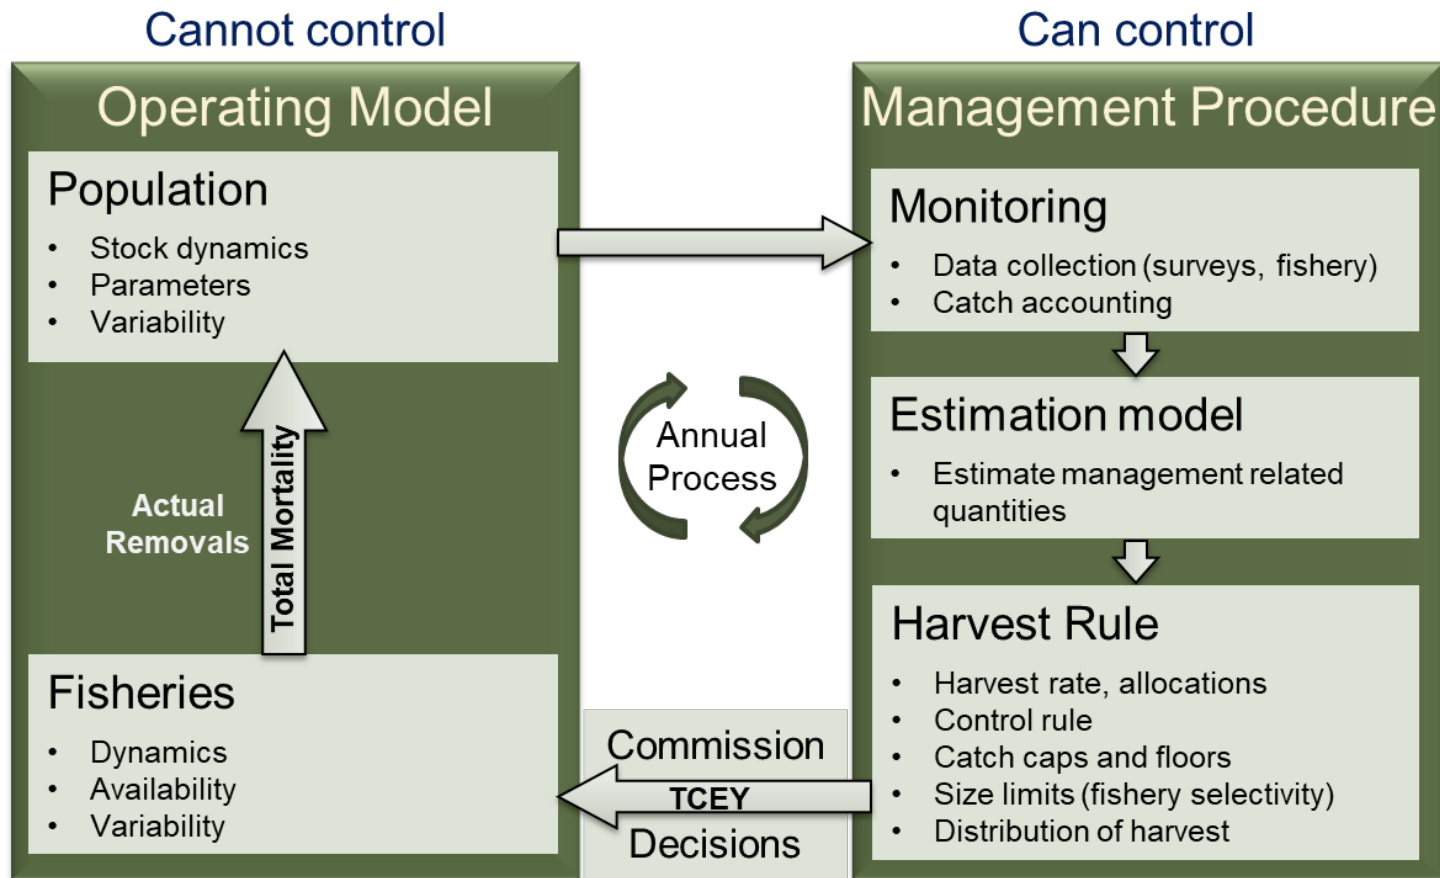 Cannot control
Operating Model
Population
• Stock dynamics
• Parameters
• Variability
Actual
Removals
Total Mortality
Fisheries
• Dynamics
• Availability
• Variability
Annual
Process
Commission
TCEY
Decisions
Can control
Management Procedure
Monitoring
• Data collection (surveys, fishery)
• Catch accounting
Estimation model
• Estimate management related
quantities
Harvest Rule
• Harvest rate, allocations
• Control rule
• Catch caps and floors
• Size limits (fishery selectivity)
• Distribution of harvest